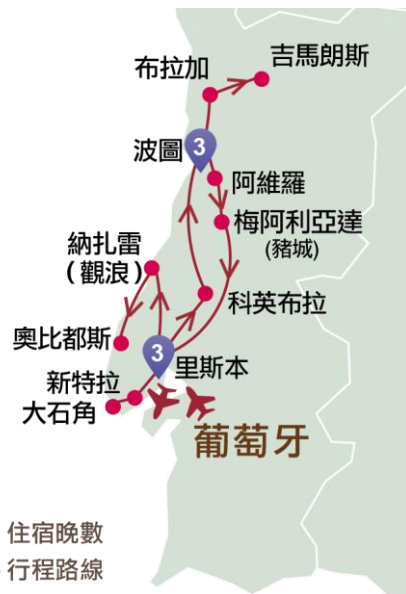 吉馬朗斯
布拉加
波圖
3
阿維羅
梅阿利亞達
(豬城)
納扎雷
(觀浪)
科英布拉
奧比都斯
3
里斯本
新特拉
大石角
葡萄牙
住宿晚數
行程路線